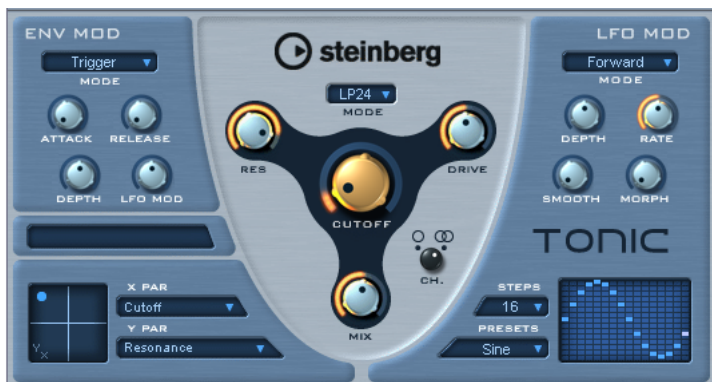 ENV MOD
Trigger
MODE
ATTACK RELEASE
DEPTH LFO MOD
steinberg
LP24
MODE
RES
DRIVE
CUTOFF
CH.
MIX
LFO MOD
Forward
MODE
DEPTH RATE
SMOOTH MORPH
TONIC
X PAR
Cutoff
Y PAR
Resonance
Y X
STEPS
16
PRESETS
Sine